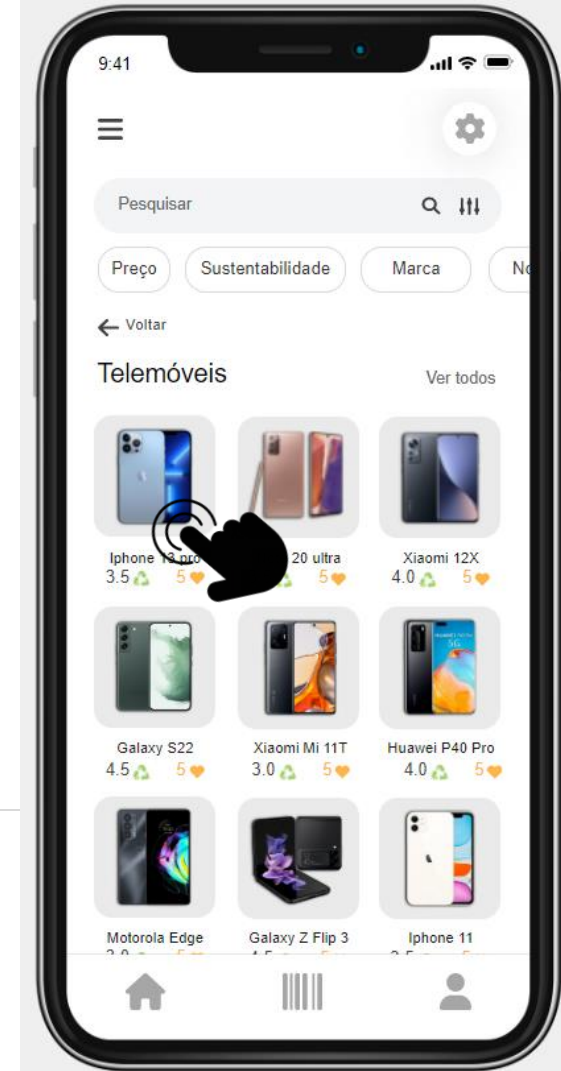 9:41
Pesquisar
Preço Sustentabilidade Marca
Voltar
Telemóveis Ver todos
Iphone 13 pro 20 ultra Xiaomi 12X
3.5 5 5 4.0 5
Galaxy S22 Xiaomi Mi 11T Huawei P40 Pro
4.5 5 3.0 5 4.0 5
Motorola Edge Galaxy Z Flip 3 Iphone 11